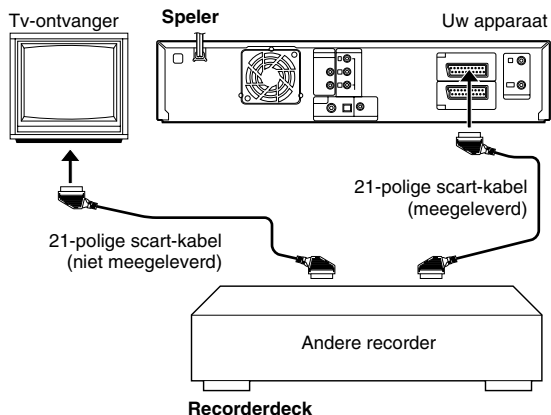 Tv-ontvanger
Speler
Uw apparaat
21-polige scart-kabel
(meegeleverd)
21-polige scart-kabel
(niet meegeleverd)
Andere recorder
Recorderdeck